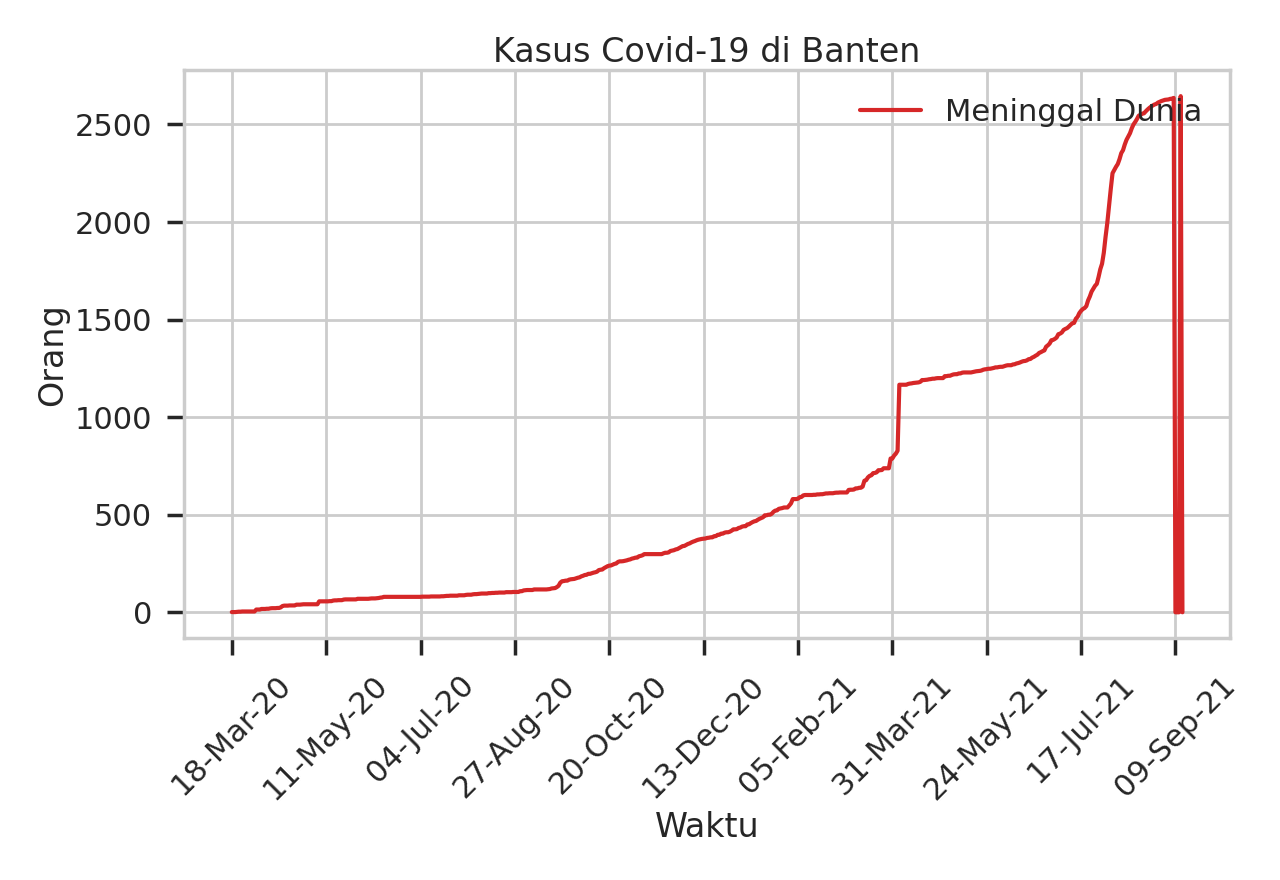 Kasus Covid-19 di Banten
Meninggal Dunia
Orang
2500
2000
1500
1000
500
0
18-Mar-20
11-May-20
04-Jul-20
27-Aug-20
20-Oct-20
13-Dec-20
05-Feb-21
31-Mar-21
24-May-21
17-Jul-21
09-Sep-21
Waktu